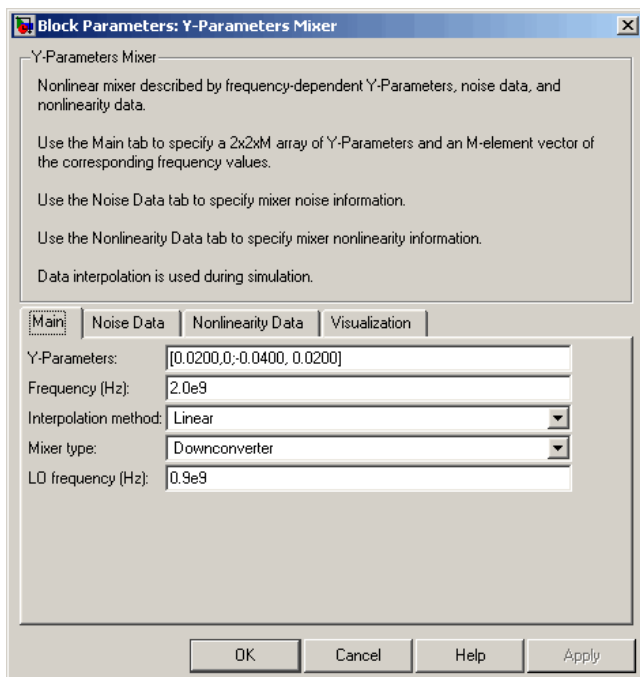 Block Parameters: Y-Parameters Mixer
Y-Parameters Mixer
Nonlinear mixer described by frequency-dependent Y-Parameters, noise data, and
nonlinearity data.
Use the Main tab to specify a 2x2xM array of Y-Parameters and an M-element vector of
the corresponding frequency values.
Use the Noise Data tab to specify mixer noise information.
Use the Nonlinearity Data tab to specify mixer nonlinearity information.
Data interpolation is used during simulation.
Main Noise Data Nonlinearity Data Visualization
Y-Parameters: [0.0200,0;-0.0400, 0.0200]
Frequency (Hz): 2.0e9
Interpolation method: Linear
Mixer type: Downconverter
LO frequency (Hz): 0.9e9
OK Cancel Help Apply